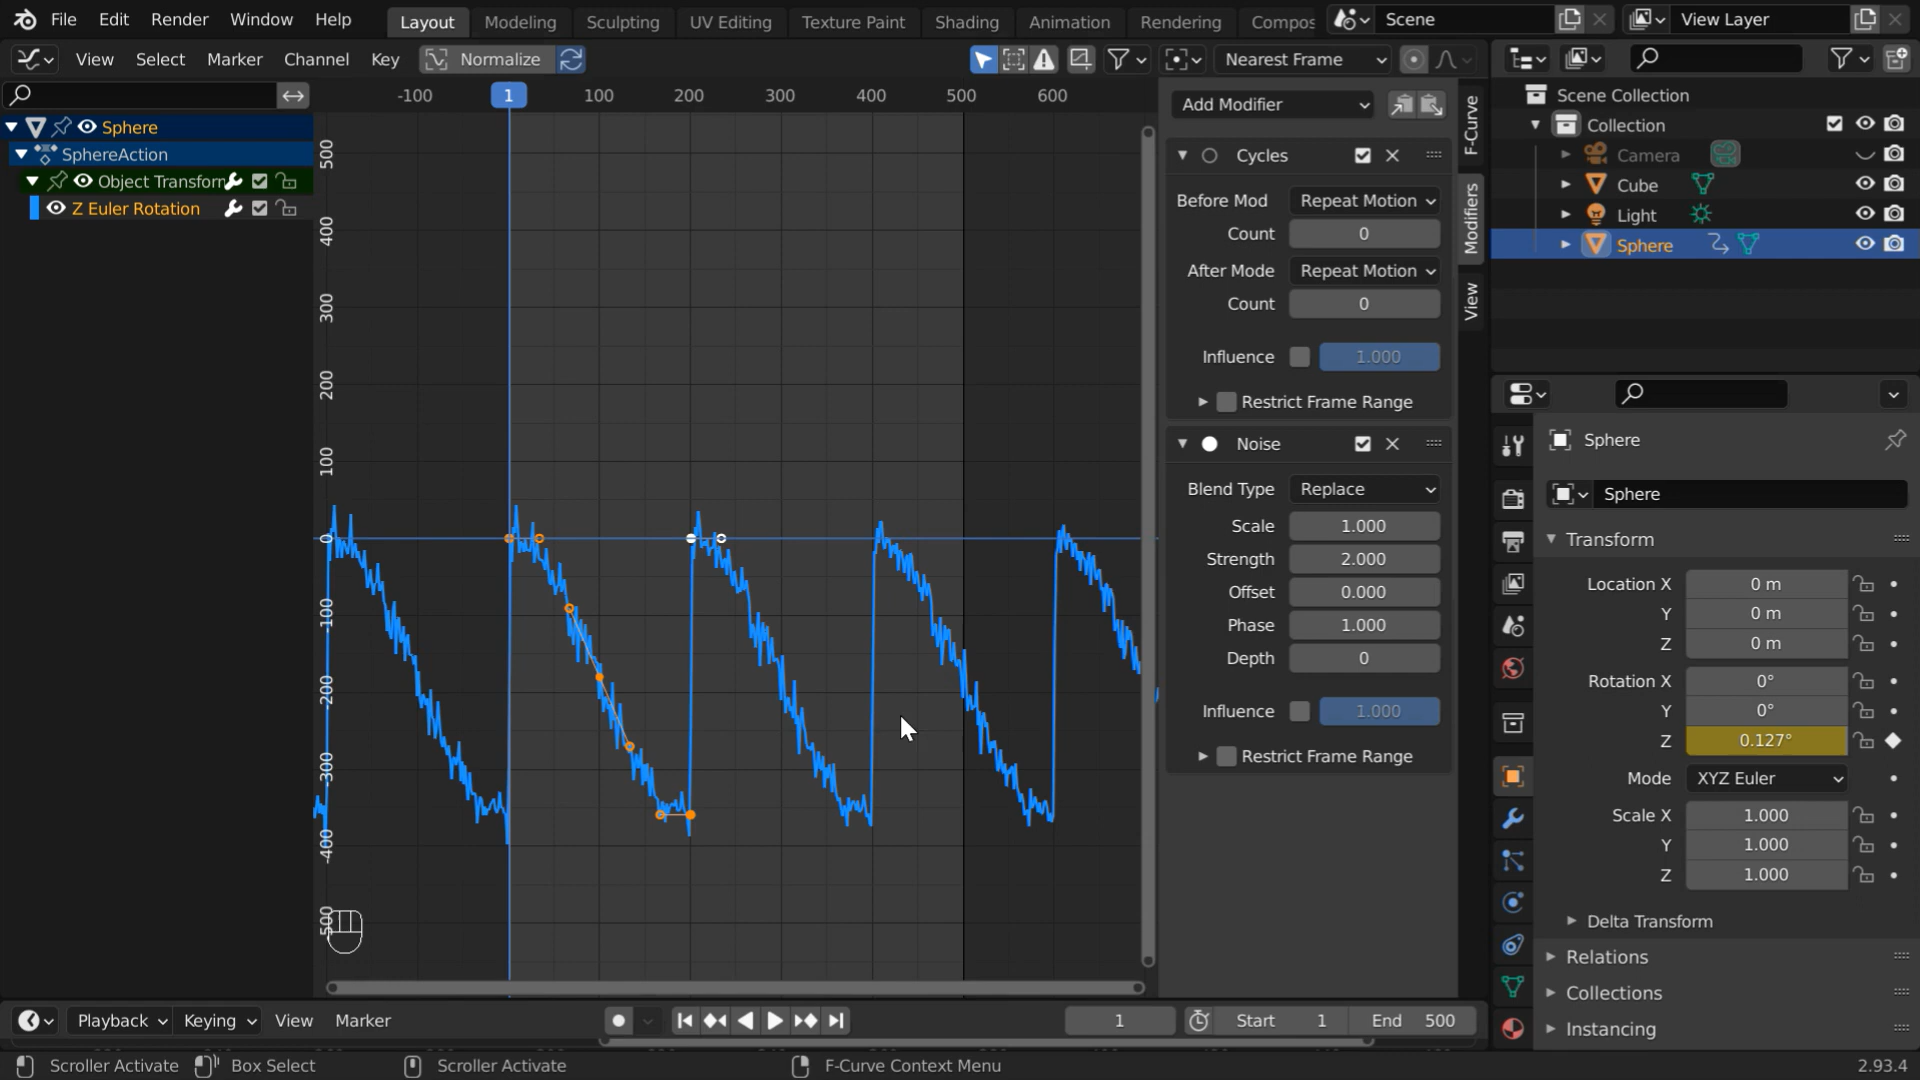 File Edit Render Window Help Layout Modeling Sculpting UV Editing Texture Paint Shading Animation Rendering Compos Scene View Layer
View Select Marker Channel Key Normalize Nearest Frame
-100 1 100 200 300 400 500 600
Sphere
SphereAction
Object Transforn
Z Euler Rotation
500
400
300
200
100
0
-100
-200
-300
-400
500
Add Modifier
Cycles
Before Mod Repeat Motion
Count 0
After Mode Repeat Motion
Count 0
Influence 1.000
Restrict Frame Range
Noise
Blend Type Replace
Scale 1.000
Strength 2.000
Offset 0.000
Phase 1.000
Depth 0
Influence 1.000
Restrict Frame Range
F-Curve
Modifiers
View
Scene Collection
Collection
Camera
Cube
Light
Sphere
Sphere
Sphere
Transform
Location X 0 m
Y 0 m
Z 0 m
Rotation X 0°
Y 0°
Z 0.127°
Mode XYZ Euler
Scale X 1.000
Y 1.000
Z 1.000
Delta Transform
Relations
Collections
Instancing
Playback Keying View Marker 1 Start 1 End 500
Scroller Activate Box Select Scroller Activate F-Curve Context Menu 2.93.4